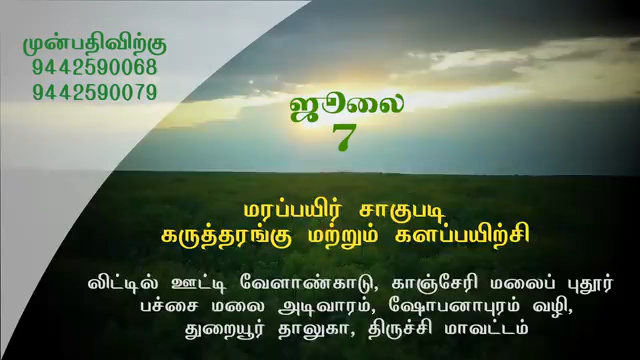 முன்பதிவிற்கு
9442590068
9442590079
ஜூலை
7
மரப்பயிர் சாகுபடி
கருத்தரங்கு மற்றும் களப்பயிற்சி
லிட்டில் ஊட்டி வேளாண்காடு, காஞ்சேரி மலைப் புதூர்
பச்சை மலை அடிவாரம், ஷோபனாபுரம் வழி,
துறையூர் தாலுகா, திருச்சி மாவட்டம்